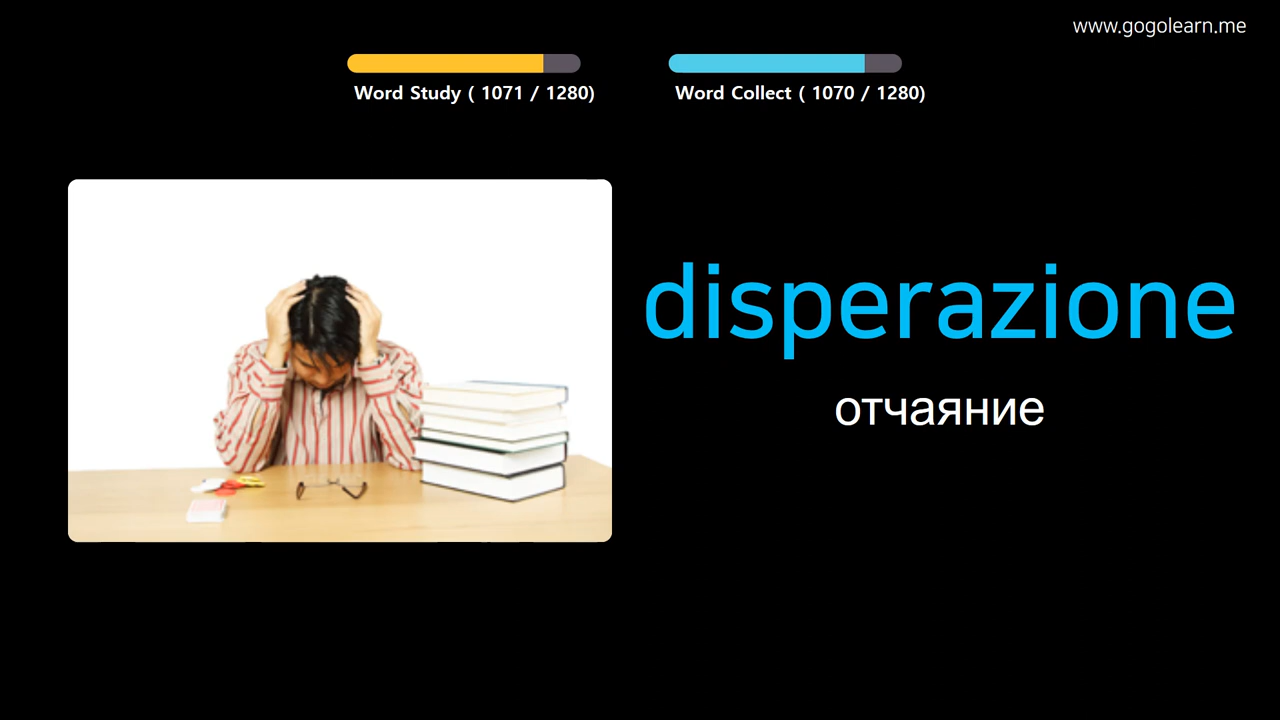 www.gogolearn.me
Word Study ( 1071 / 1280)
Word Collect ( 1070 / 1280)
disperazione
отчаяние